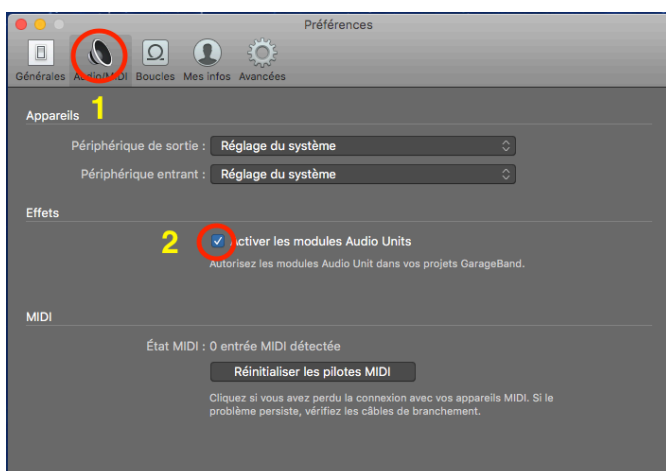 Préférences
Générales Audio/MIDI Boucles Mes infos Avancées
1
Appareils
Périphérique de sortie : Réglage du système
Périphérique entrant : Réglage du système
Effets
2 Activer les modules Audio Units
Autorisez les modules Audio Unit dans vos projets GarageBand.
MIDI
État MIDI : 0 entrée MIDI détectée
Réinitialiser les pilotes MIDI
Cliquez si vous avez perdu la connexion avec vos appareils MIDI. Si le
problème persiste, vérifiez les câbles de branchement.